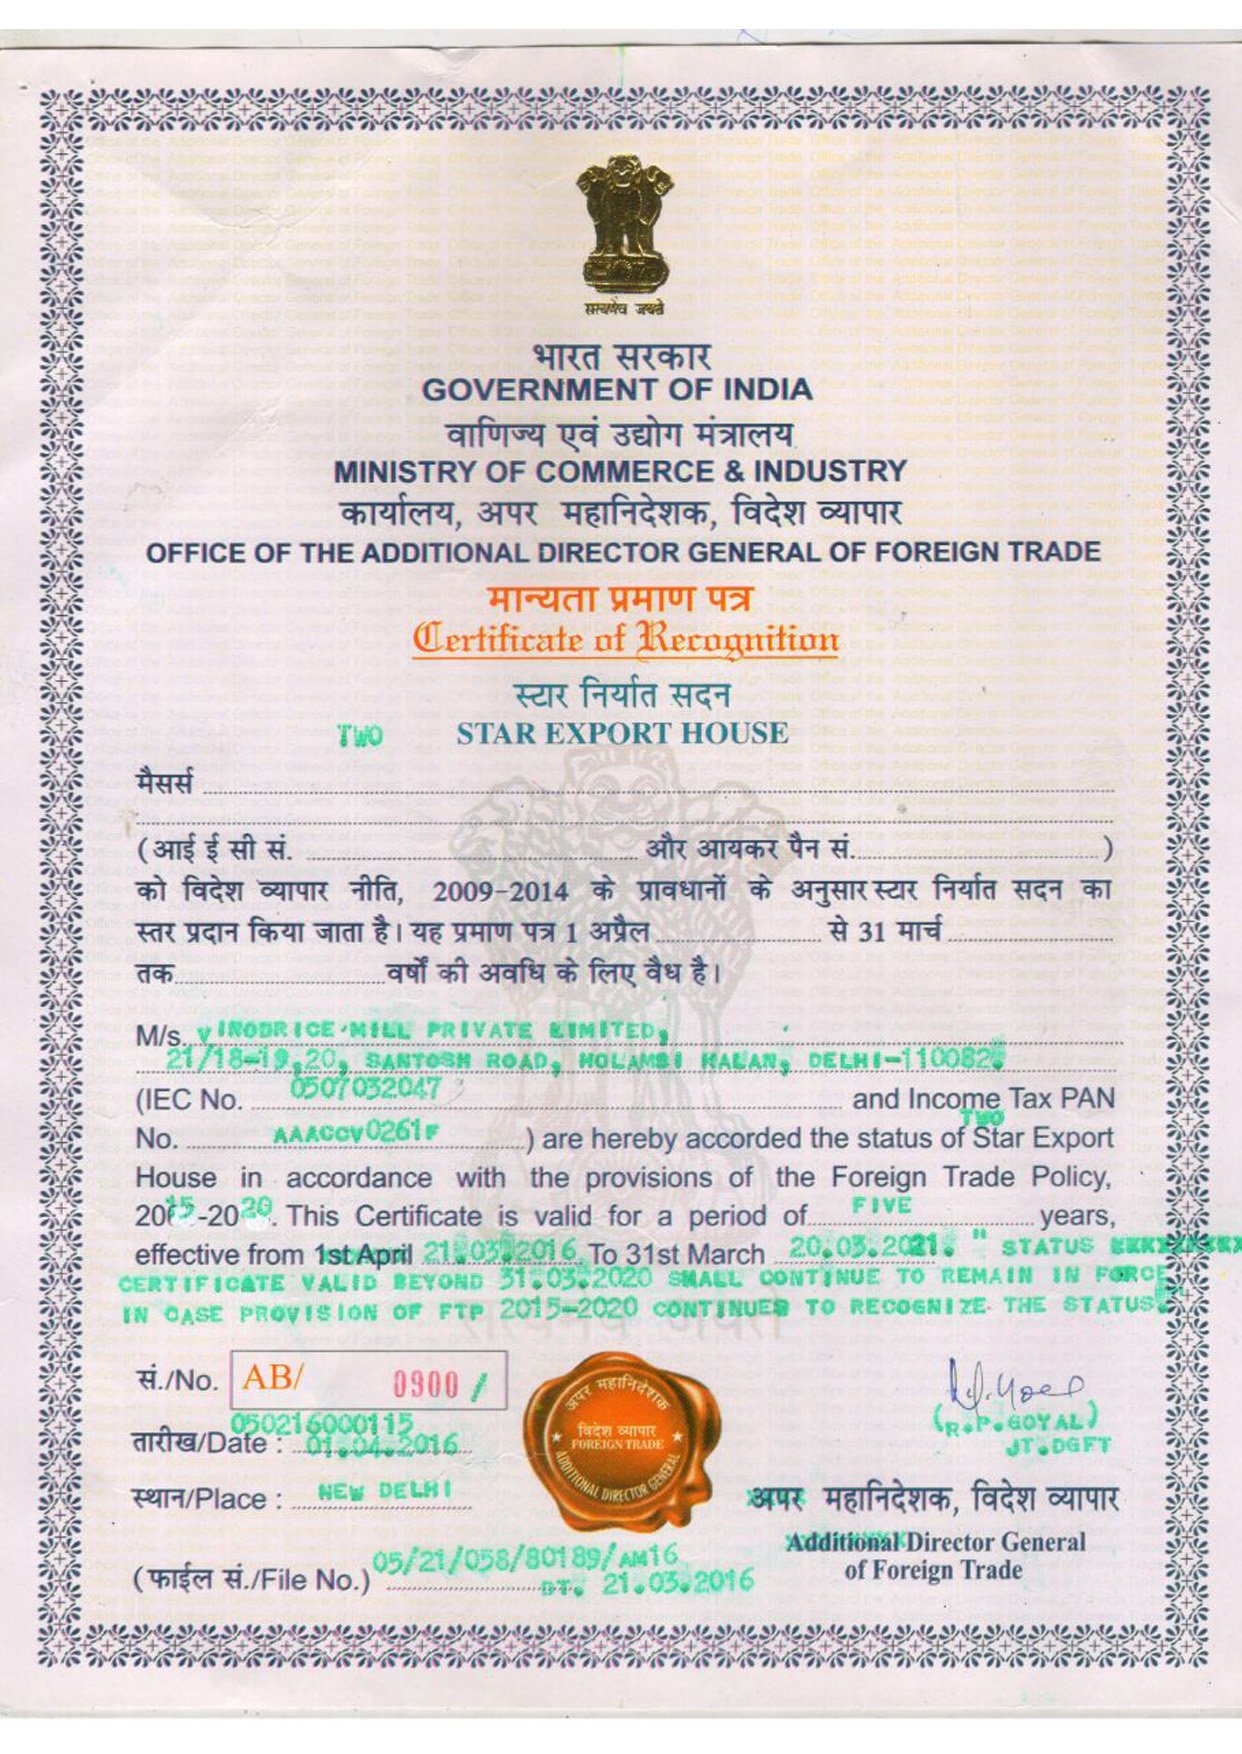 सत्यमेव जयते
भारत सरकार
GOVERNMENT OF INDIA
वाणिज्य एवं उद्योग मंत्रालय
MINISTRY OF COMMERCE & INDUSTRY
कार्यालय, अपर महानिदेशक, विदेश व्यापार
OFFICE OF THE ADDITIONAL DIRECTOR GENERAL OF FOREIGN TRADE
मान्यता प्रमाण पत्र
Certificate of Recognition
स्टार निर्यात सदन
TWO STAR EXPORT HOUSE
मैसर्स
(आई ई सी सं. और आयकर पैन सं. )
को विदेश व्यापार नीति, 2009-2014 के प्रावधानों के अनुसार स्टार निर्यात सदन का
स्तर प्रदान किया जाता है। यह प्रमाण पत्र 1 अप्रैल से 31 मार्च
तक वर्षों की अवधि के लिए वैध है।
M/s. VINODRICE MILL PRIVATE LIMITED,
21/18-19,20, SANTOSH ROAD, HOLAMBI KALAN, DELHI-110082.
(IEC No. 0507032047 and Income Tax PAN
No. AAACCV0261F ) are hereby accorded the status of TWO Star Export
House in accordance with the provisions of the Foreign Trade Policy,
2015-2020. This Certificate is valid for a period of FIVE years,
effective from 1st April 21.03.2016 To 31st March 20.03.2021. " STATUS
CERTIFICATE VALID BEYOND 31.03.2020 SHALL CONTINUE TO REMAIN IN FORCE
IN CASE PROVISION OF FTP 2015-2020 CONTINUES TO RECOGNIZE THE STATUS.
सं./No. AB/ 0900 /
050216000115
तारीख/Date : 01.04.2016
स्थान/Place : NEW DELHI
(फाईल सं./File No.) 05/21/058/80189/AM16
DT. 21.03.2016
अपर महानिदेशक
विदेश व्यापार
FOREIGN TRADE
ADDITIONAL DIRECTOR GENERAL
(R.P.GOYAL)
JT.DGFT
अपर महानिदेशक, विदेश व्यापार
Additional Director General
of Foreign Trade